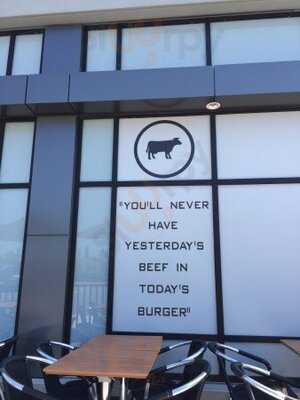 "YOU'LL NEVER
HAVE
YESTERDAY'S
BEEF IN
TODAY'S
BURGER"